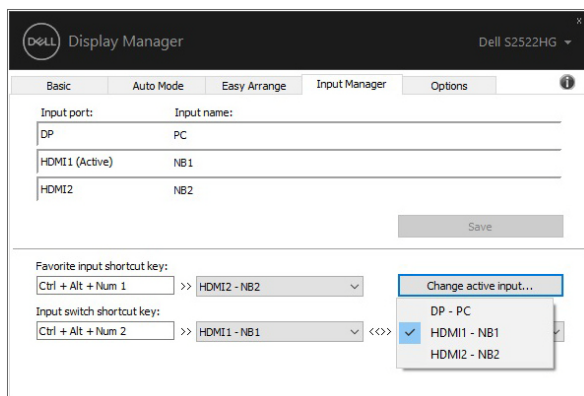 x
DELL Display Manager Dell S2522HG
Basic Auto Mode Easy Arrange Input Manager Options i
Input port: Input name:
DP PC
HDMI1 (Active) NB1
HDMI2 NB2
Save
Favorite input shortcut key:
Ctrl + Alt + Num 1 >> HDMI2 - NB2 Change active input...
Input switch shortcut key:
Ctrl + Alt + Num 2 >> HDMI1 - NB1 <<>>
DP - PC
HDMI1 - NB1
HDMI2 - NB2